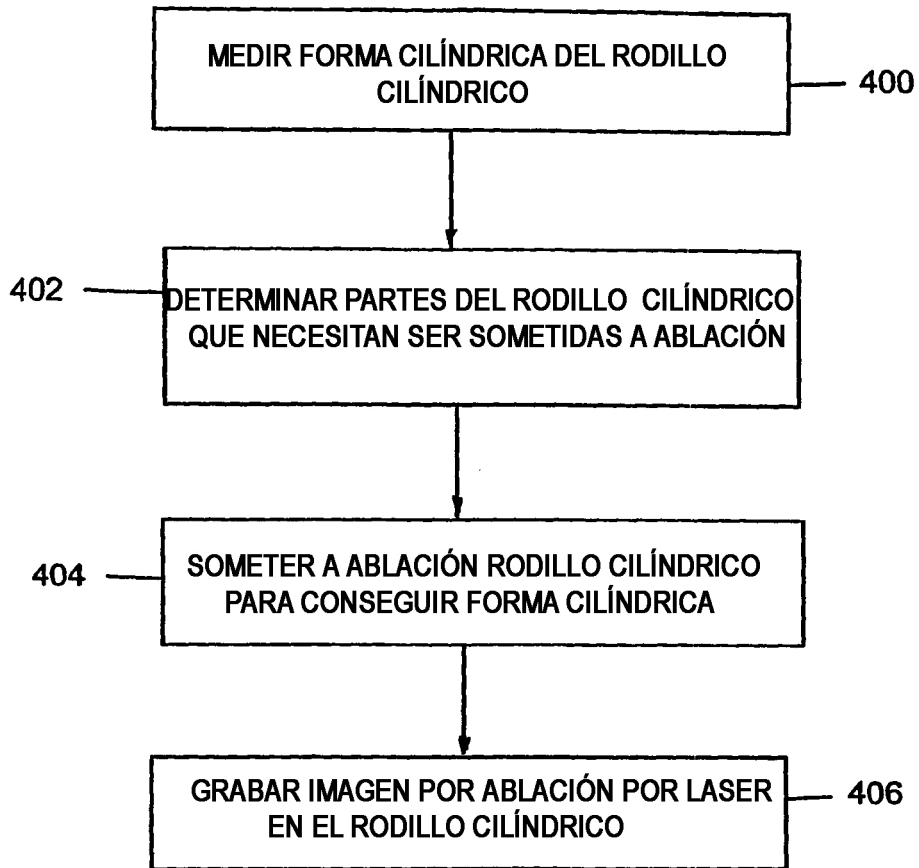 MEDIR FORMA CILÍNDRICA DEL RODILLO
CILÍNDRICO
400
402
DETERMINAR PARTES DEL RODILLO CILÍNDRICO
QUE NECESITAN SER SOMETIDAS A ABLACIÓN
404
SOMETER A ABLACIÓN RODILLO CILÍNDRICO
PARA CONSEGUIR FORMA CILÍNDRICA
GRABAR IMAGEN POR ABLACIÓN POR LASER
EN EL RODILLO CILÍNDRICO
406